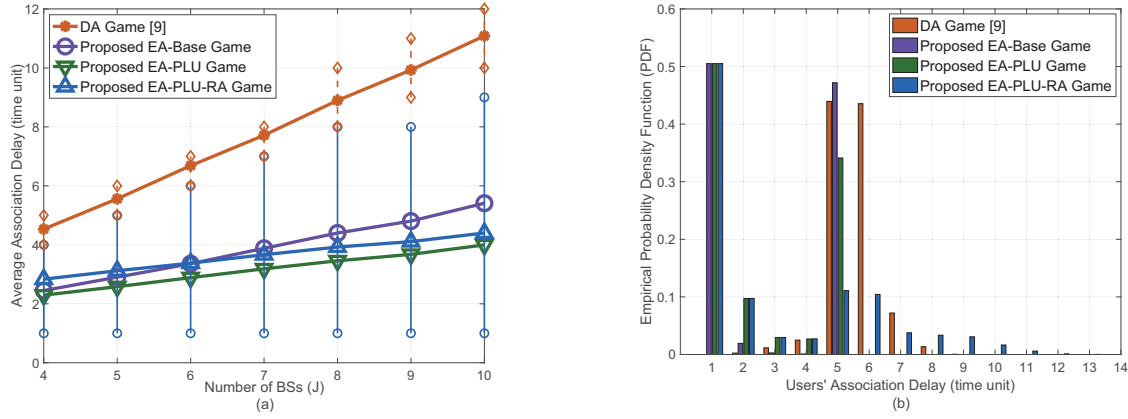 Average Association Delay (time unit)
12
10
8
6
4
2
0
DA Game [9]
Proposed EA-Base Game
Proposed EA-PLU Game
Proposed EA-PLU-RA Game
4 5 6 7 8 9 10
Number of BSs (J)
(a)
Empirical Probability Density Function (PDF)
0.6
0.5
0.4
0.3
0.2
0.1
0
DA Game [9]
Proposed EA-Base Game
Proposed EA-PLU Game
Proposed EA-PLU-RA Game
1 2 3 4 5 6 7 8 9 10 11 12 13 14
Users' Association Delay (time unit)
(b)